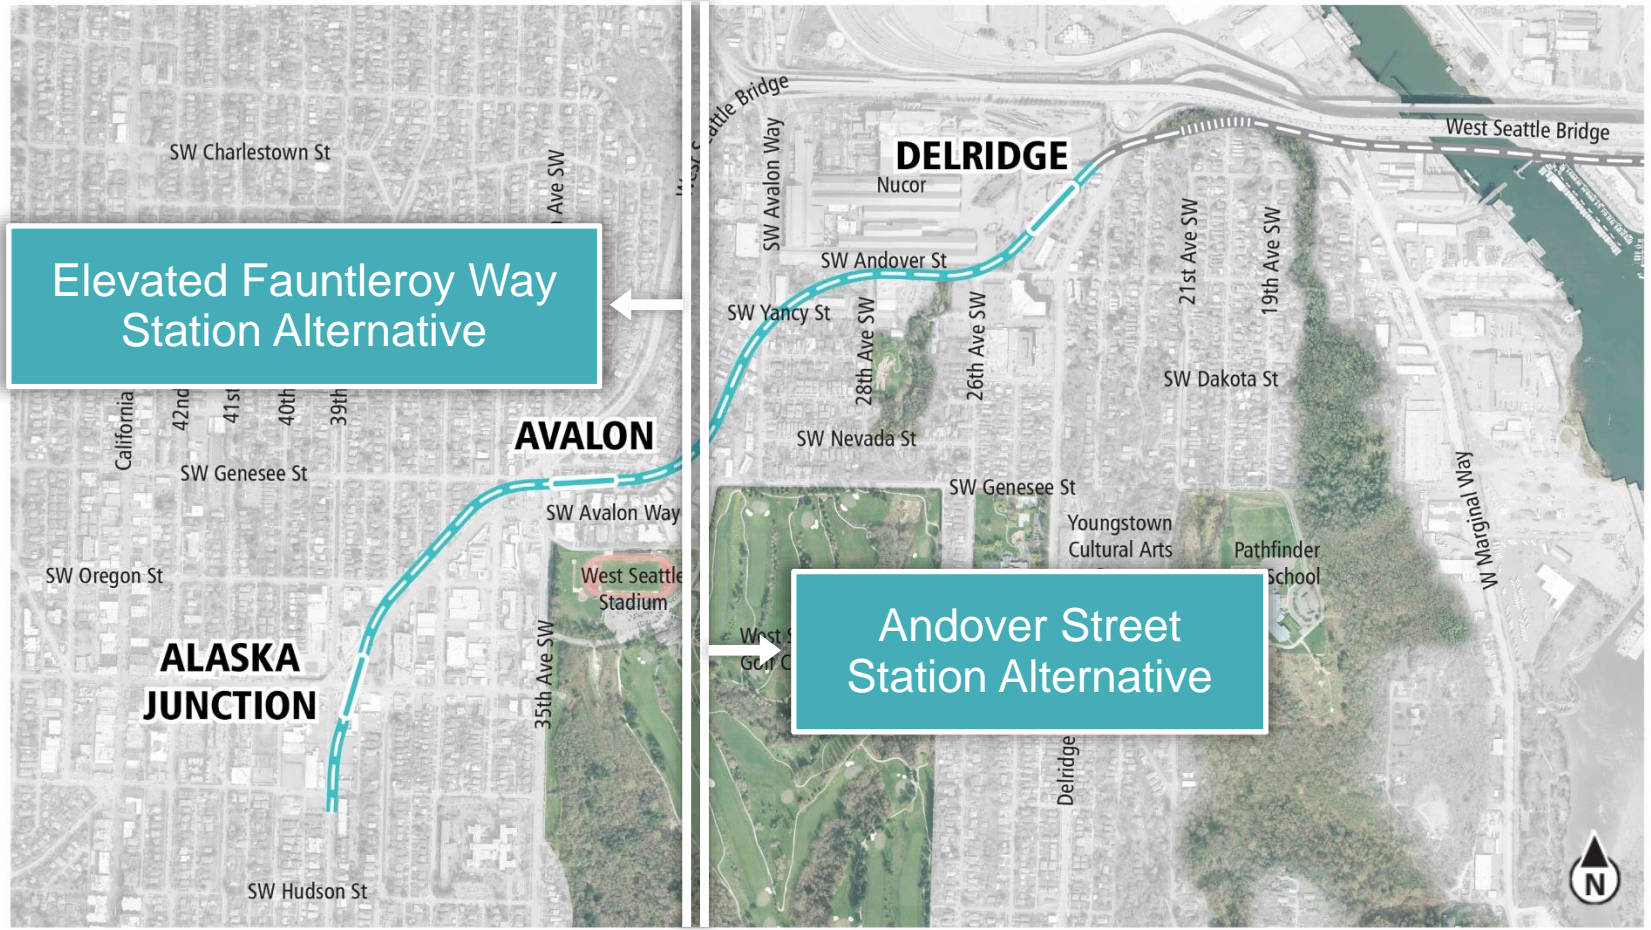 SW Charlestown St
Ave SW
West Seattle Bridge
SW Avalon Way
DELRIDGE
Nucor
West Seattle Bridge
Elevated Fauntleroy Way
Station Alternative
SW Andover St
SW Yancy St
28th Ave SW
26th Ave SW
21st Ave SW
19th Ave SW
SW Dakota St
California
42nd
41st
40th
39th
AVALON
SW Nevada St
SW Genesee St
SW Genesee St
SW Avalon Way
Youngstown
Cultural Arts
Pathfinder
School
W Marginal Way
SW Oregon St
West Seattle
Stadium
West S
Golf C
Andover Street
Station Alternative
ALASKA
JUNCTION
35th Ave SW
Delridge
SW Hudson St
N